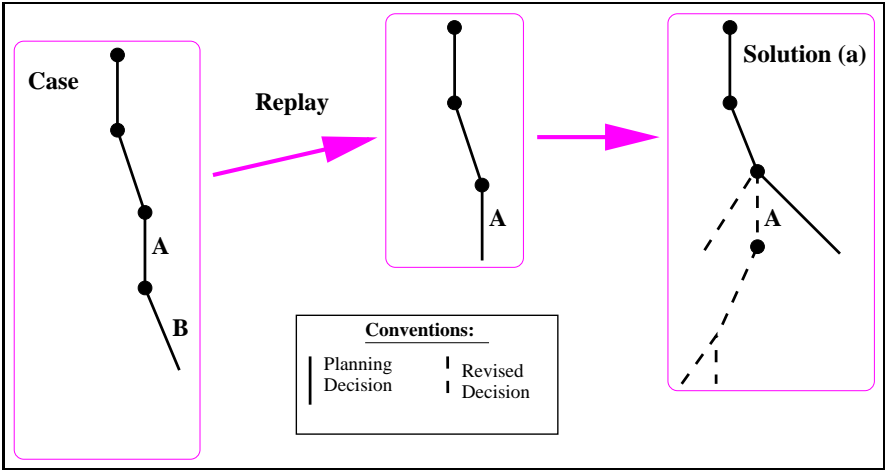 Case
A
B
Replay
A
Solution (a)
A
Conventions:
Planning
Decision
Revised
Decision